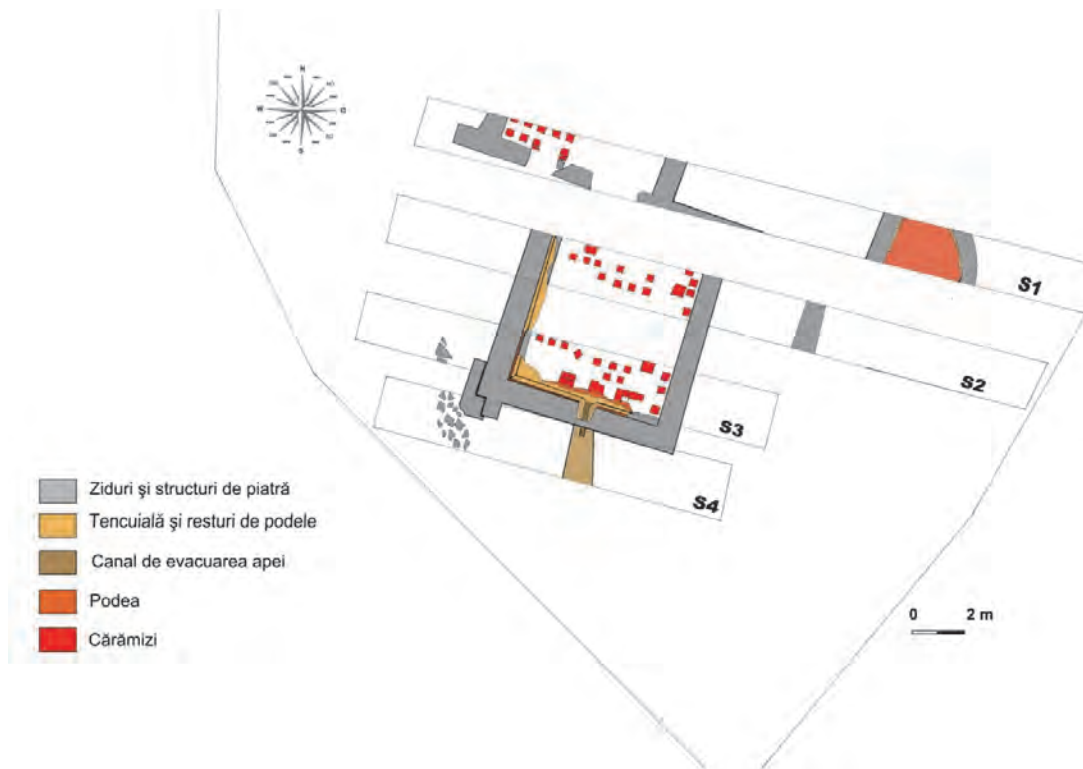 N
W
O
S
S1
S2
S3
S4
Ziduri şi structuri de piatră
Tencuială şi resturi de podele
Canal de evacuarea apei
Podea
Cărămizi
0 2 m